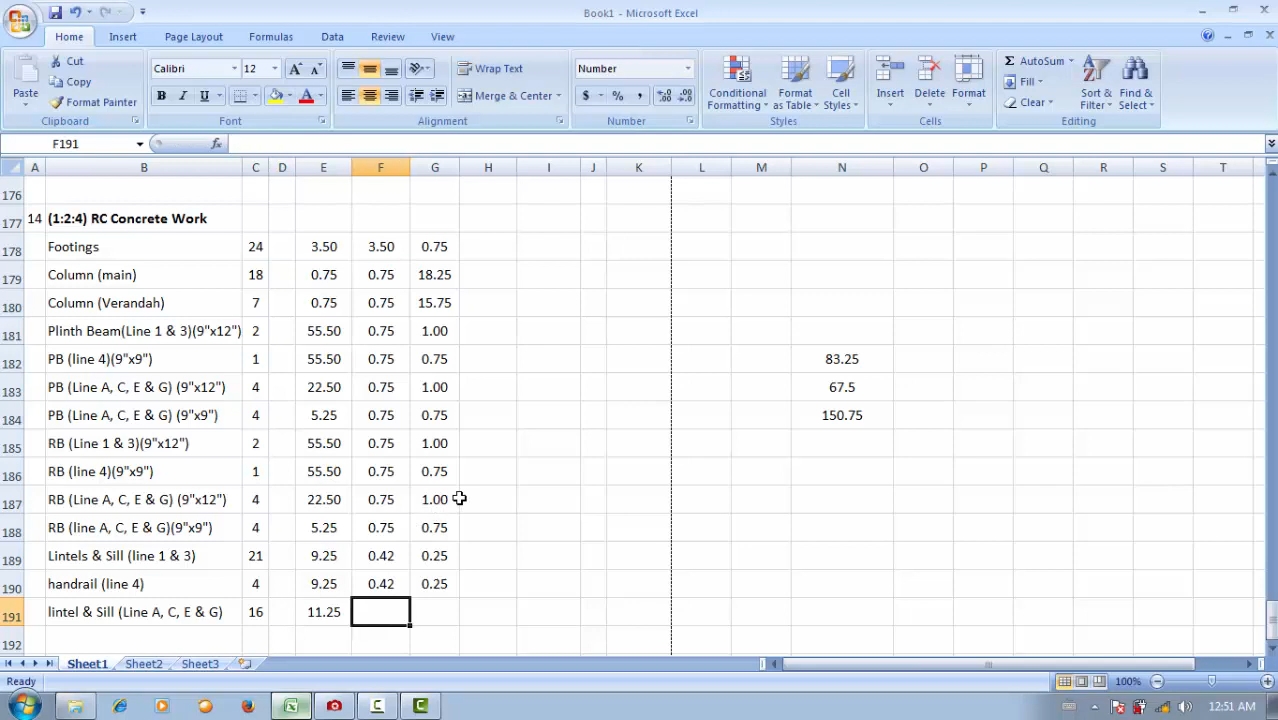 Book1 - Microsoft Excel
Home Insert Page Layout Formulas Data Review View
Paste Cut Copy Format Painter Clipboard
Calibri 12 A A B I U A Font
Wrap Text Merge & Center Alignment
Number $ % , Number
Conditional Formatting Format as Table Cell Styles Styles
Insert Delete Format Cells
Σ AutoSum Fill Clear Sort & Filter Find & Select Editing
F191 fx
A B C D E F G H I J K L M N O P Q R S T
176
177 14 (1:2:4) RC Concrete Work
178 Footings 24 3.50 3.50 0.75
179 Column (main) 18 0.75 0.75 18.25
180 Column (Verandah) 7 0.75 0.75 15.75
181 Plinth Beam(Line 1 & 3)(9"x12") 2 55.50 0.75 1.00
182 PB (line 4)(9"x9") 1 55.50 0.75 0.75 83.25
183 PB (Line A, C, E & G) (9"x12") 4 22.50 0.75 1.00 67.5
184 PB (Line A, C, E & G) (9"x9") 4 5.25 0.75 0.75 150.75
185 RB (Line 1 & 3)(9"x12") 2 55.50 0.75 1.00
186 RB (line 4)(9"x9") 1 55.50 0.75 0.75
187 RB (Line A, C, E & G) (9"x12") 4 22.50 0.75 1.00
188 RB (line A, C, E & G)(9"x9") 4 5.25 0.75 0.75
189 Lintels & Sill (line 1 & 3) 21 9.25 0.42 0.25
190 handrail (line 4) 4 9.25 0.42 0.25
191 lintel & Sill (Line A, C, E & G) 16 11.25
192
Sheet1 Sheet2 Sheet3
Ready 100%
12:51 AM